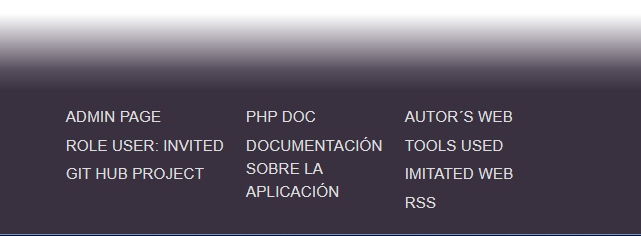 ADMIN PAGE
ROLE USER: INVITED
GIT HUB PROJECT
PHP DOC
DOCUMENTACIÓN
SOBRE LA
APLICACIÓN
AUTOR´S WEB
TOOLS USED
IMITATED WEB
RSS